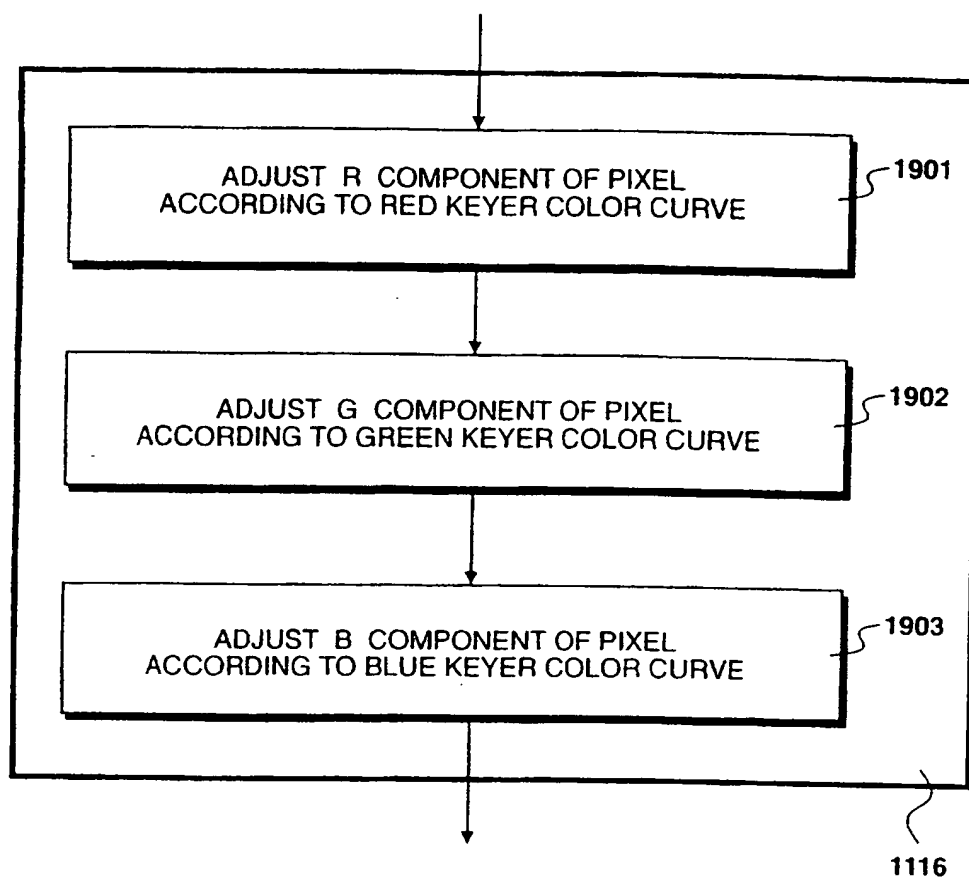 ADJUST R COMPONENT OF PIXEL
ACCORDING TO RED KEYER COLOR CURVE
1901
ADJUST G COMPONENT OF PIXEL
ACCORDING TO GREEN KEYER COLOR CURVE
1902
ADJUST B COMPONENT OF PIXEL
ACCORDING TO BLUE KEYER COLOR CURVE
1903
1116